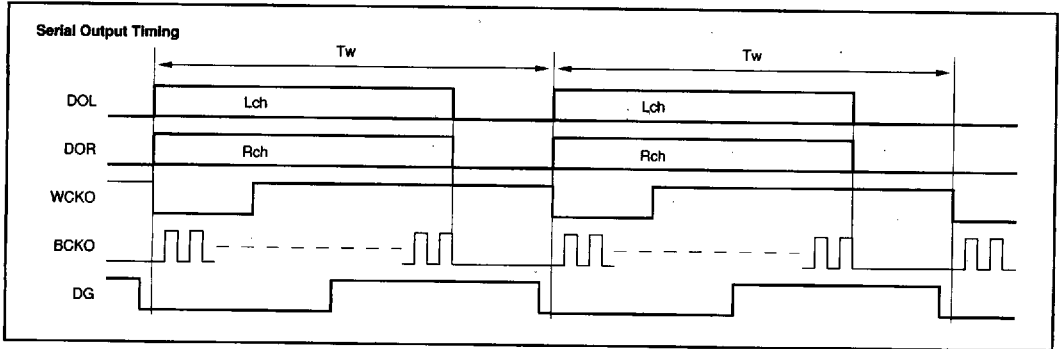 Serial Output Timing
Tw Tw
DOL Lch Lch
DOR Rch Rch
WCKO
BCKO
DG